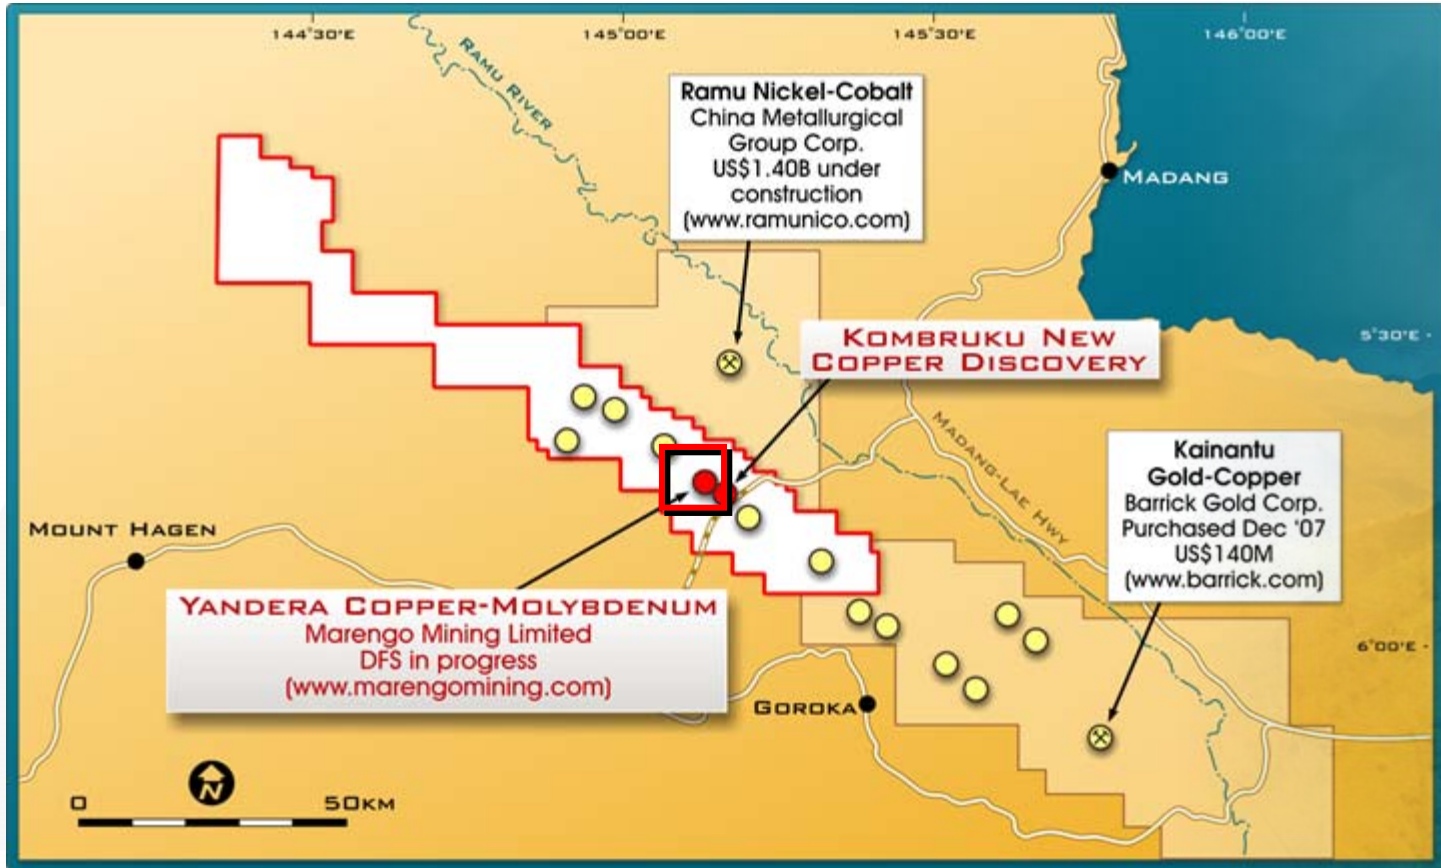 144°30'E
145°00'E
145°30'E
146°00'E
RAMU RIVER
Ramu Nickel-Cobalt
China Metallurgical
Group Corp.
US$1.40B under
construction
(www.ramunico.com)
MADANG
5°30'E
KOMBRUKU NEW
COPPER DISCOVERY
MADANG-LAE HWY
Kainantu
Gold-Copper
Barrick Gold Corp.
Purchased Dec '07
US$140M
(www.barrick.com)
MOUNT HAGEN
YANDERA COPPER-MOLYBDENUM
Marengo Mining Limited
DFS in progress
(www.marengomining.com)
6°00'E
GOROKA
N
0 50KM